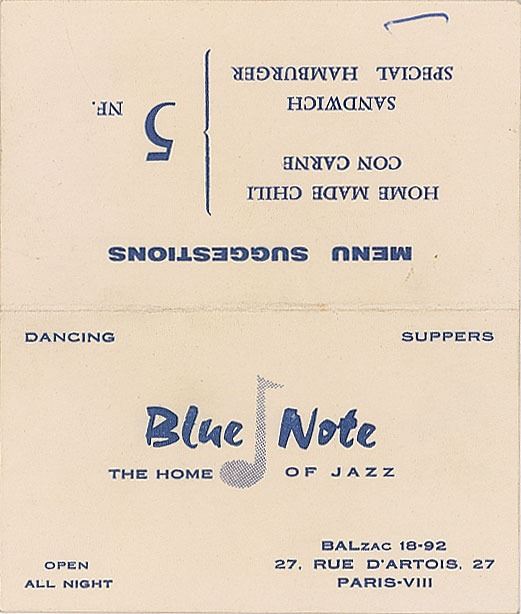 MENU SUGGESTIONS
HOME MADE CHILI
CON CARNE
SANDWICH
SPECIAL HAMBURGER
5 NF.
DANCING
SUPPERS
Blue Note
THE HOME OF JAZZ
OPEN
ALL NIGHT
BALZAC 18-92
27, RUE D'ARTOIS, 27
PARIS-VIII